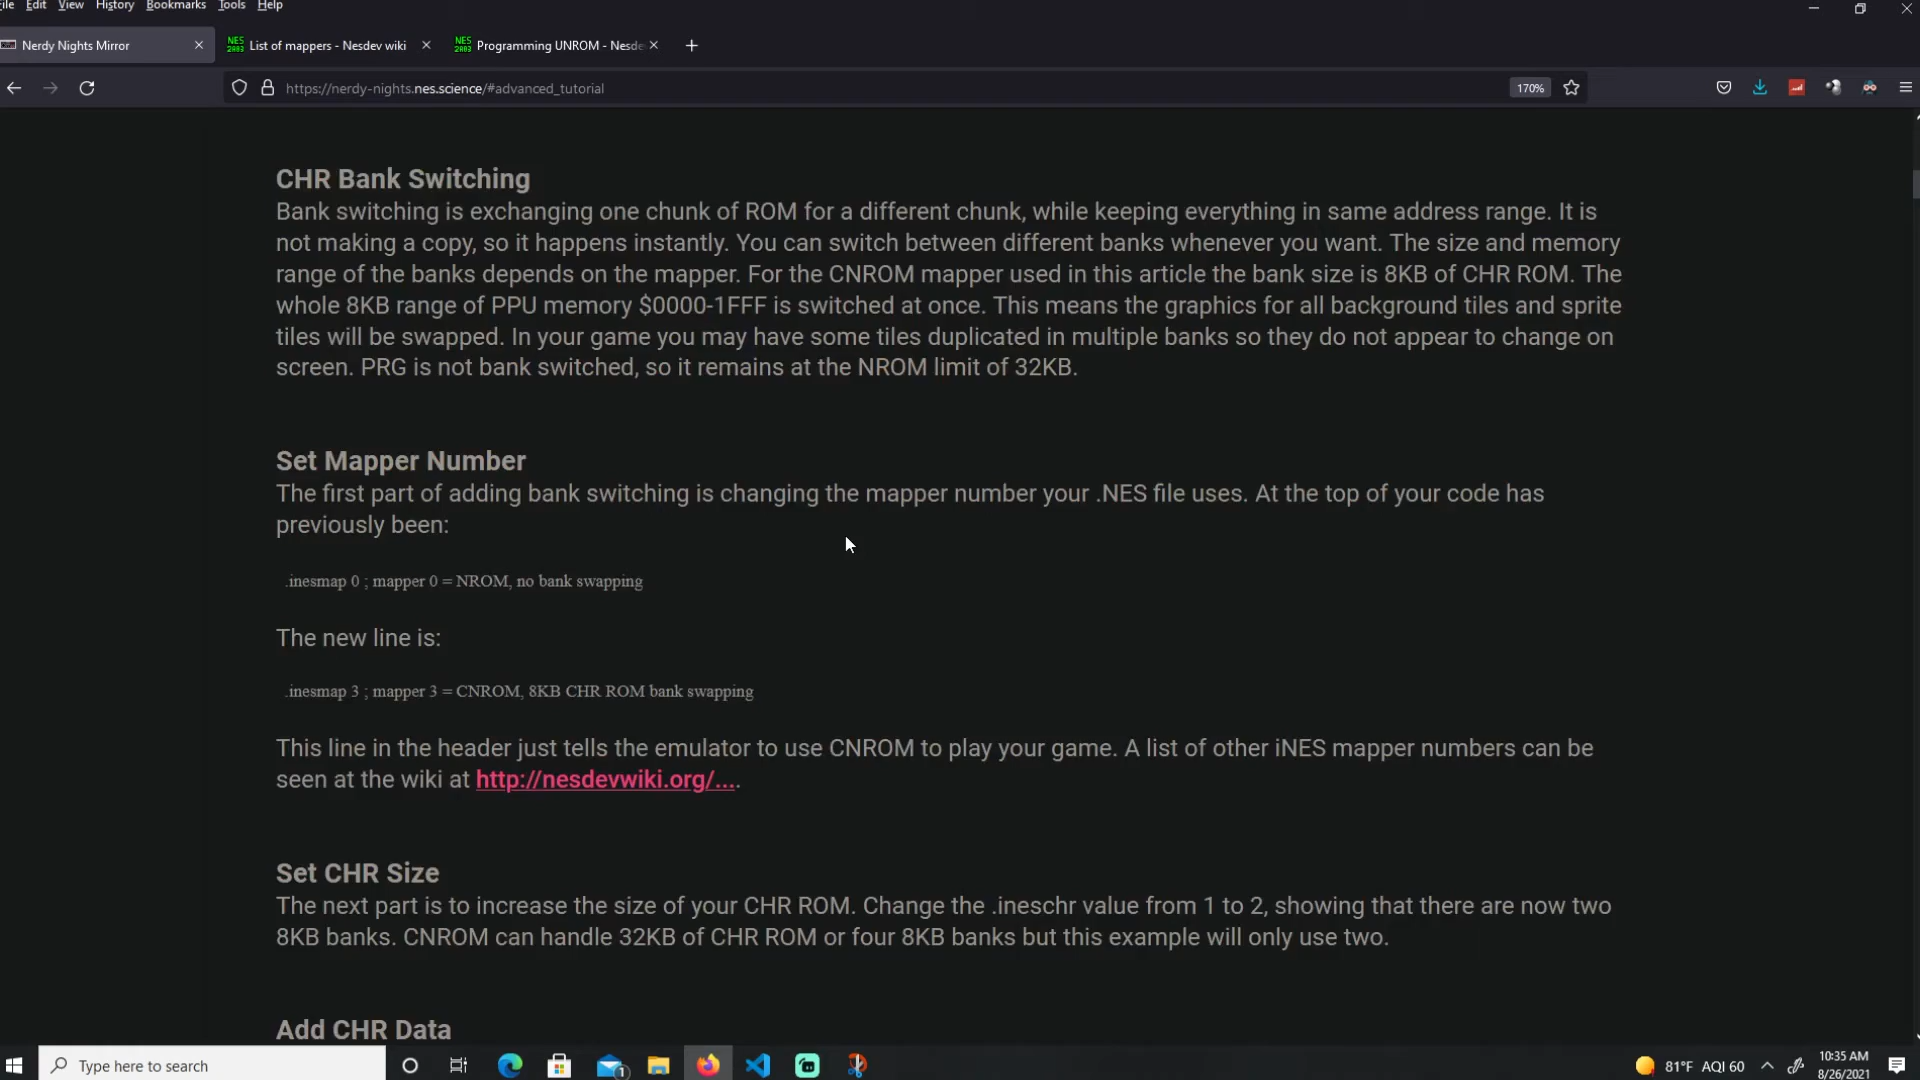 File Edit View History Bookmarks Tools Help
Nerdy Nights Mirror
List of mappers - Nesdev wiki
Programming UNROM - Nesde
https://nerdy-nights.nes.science/#advanced_tutorial
170%
CHR Bank Switching
Bank switching is exchanging one chunk of ROM for a different chunk, while keeping everything in same address range. It is
not making a copy, so it happens instantly. You can switch between different banks whenever you want. The size and memory
range of the banks depends on the mapper. For the CNROM mapper used in this article the bank size is 8KB of CHR ROM. The
whole 8KB range of PPU memory $0000-1FFF is switched at once. This means the graphics for all background tiles and sprite
tiles will be swapped. In your game you may have some tiles duplicated in multiple banks so they do not appear to change on
screen. PRG is not bank switched, so it remains at the NROM limit of 32KB.
Set Mapper Number
The first part of adding bank switching is changing the mapper number your .NES file uses. At the top of your code has
previously been:
.inesmap 0 ; mapper 0 = NROM, no bank swapping
The new line is:
.inesmap 3 ; mapper 3 = CNROM, 8KB CHR ROM bank swapping
This line in the header just tells the emulator to use CNROM to play your game. A list of other iNES mapper numbers can be
seen at the wiki at http://nesdevwiki.org/....
Set CHR Size
The next part is to increase the size of your CHR ROM. Change the .ineschr value from 1 to 2, showing that there are now two
8KB banks. CNROM can handle 32KB of CHR ROM or four 8KB banks but this example will only use two.
Add CHR Data
Type here to search
1
81°F AQI 60
10:35 AM
8/26/2021